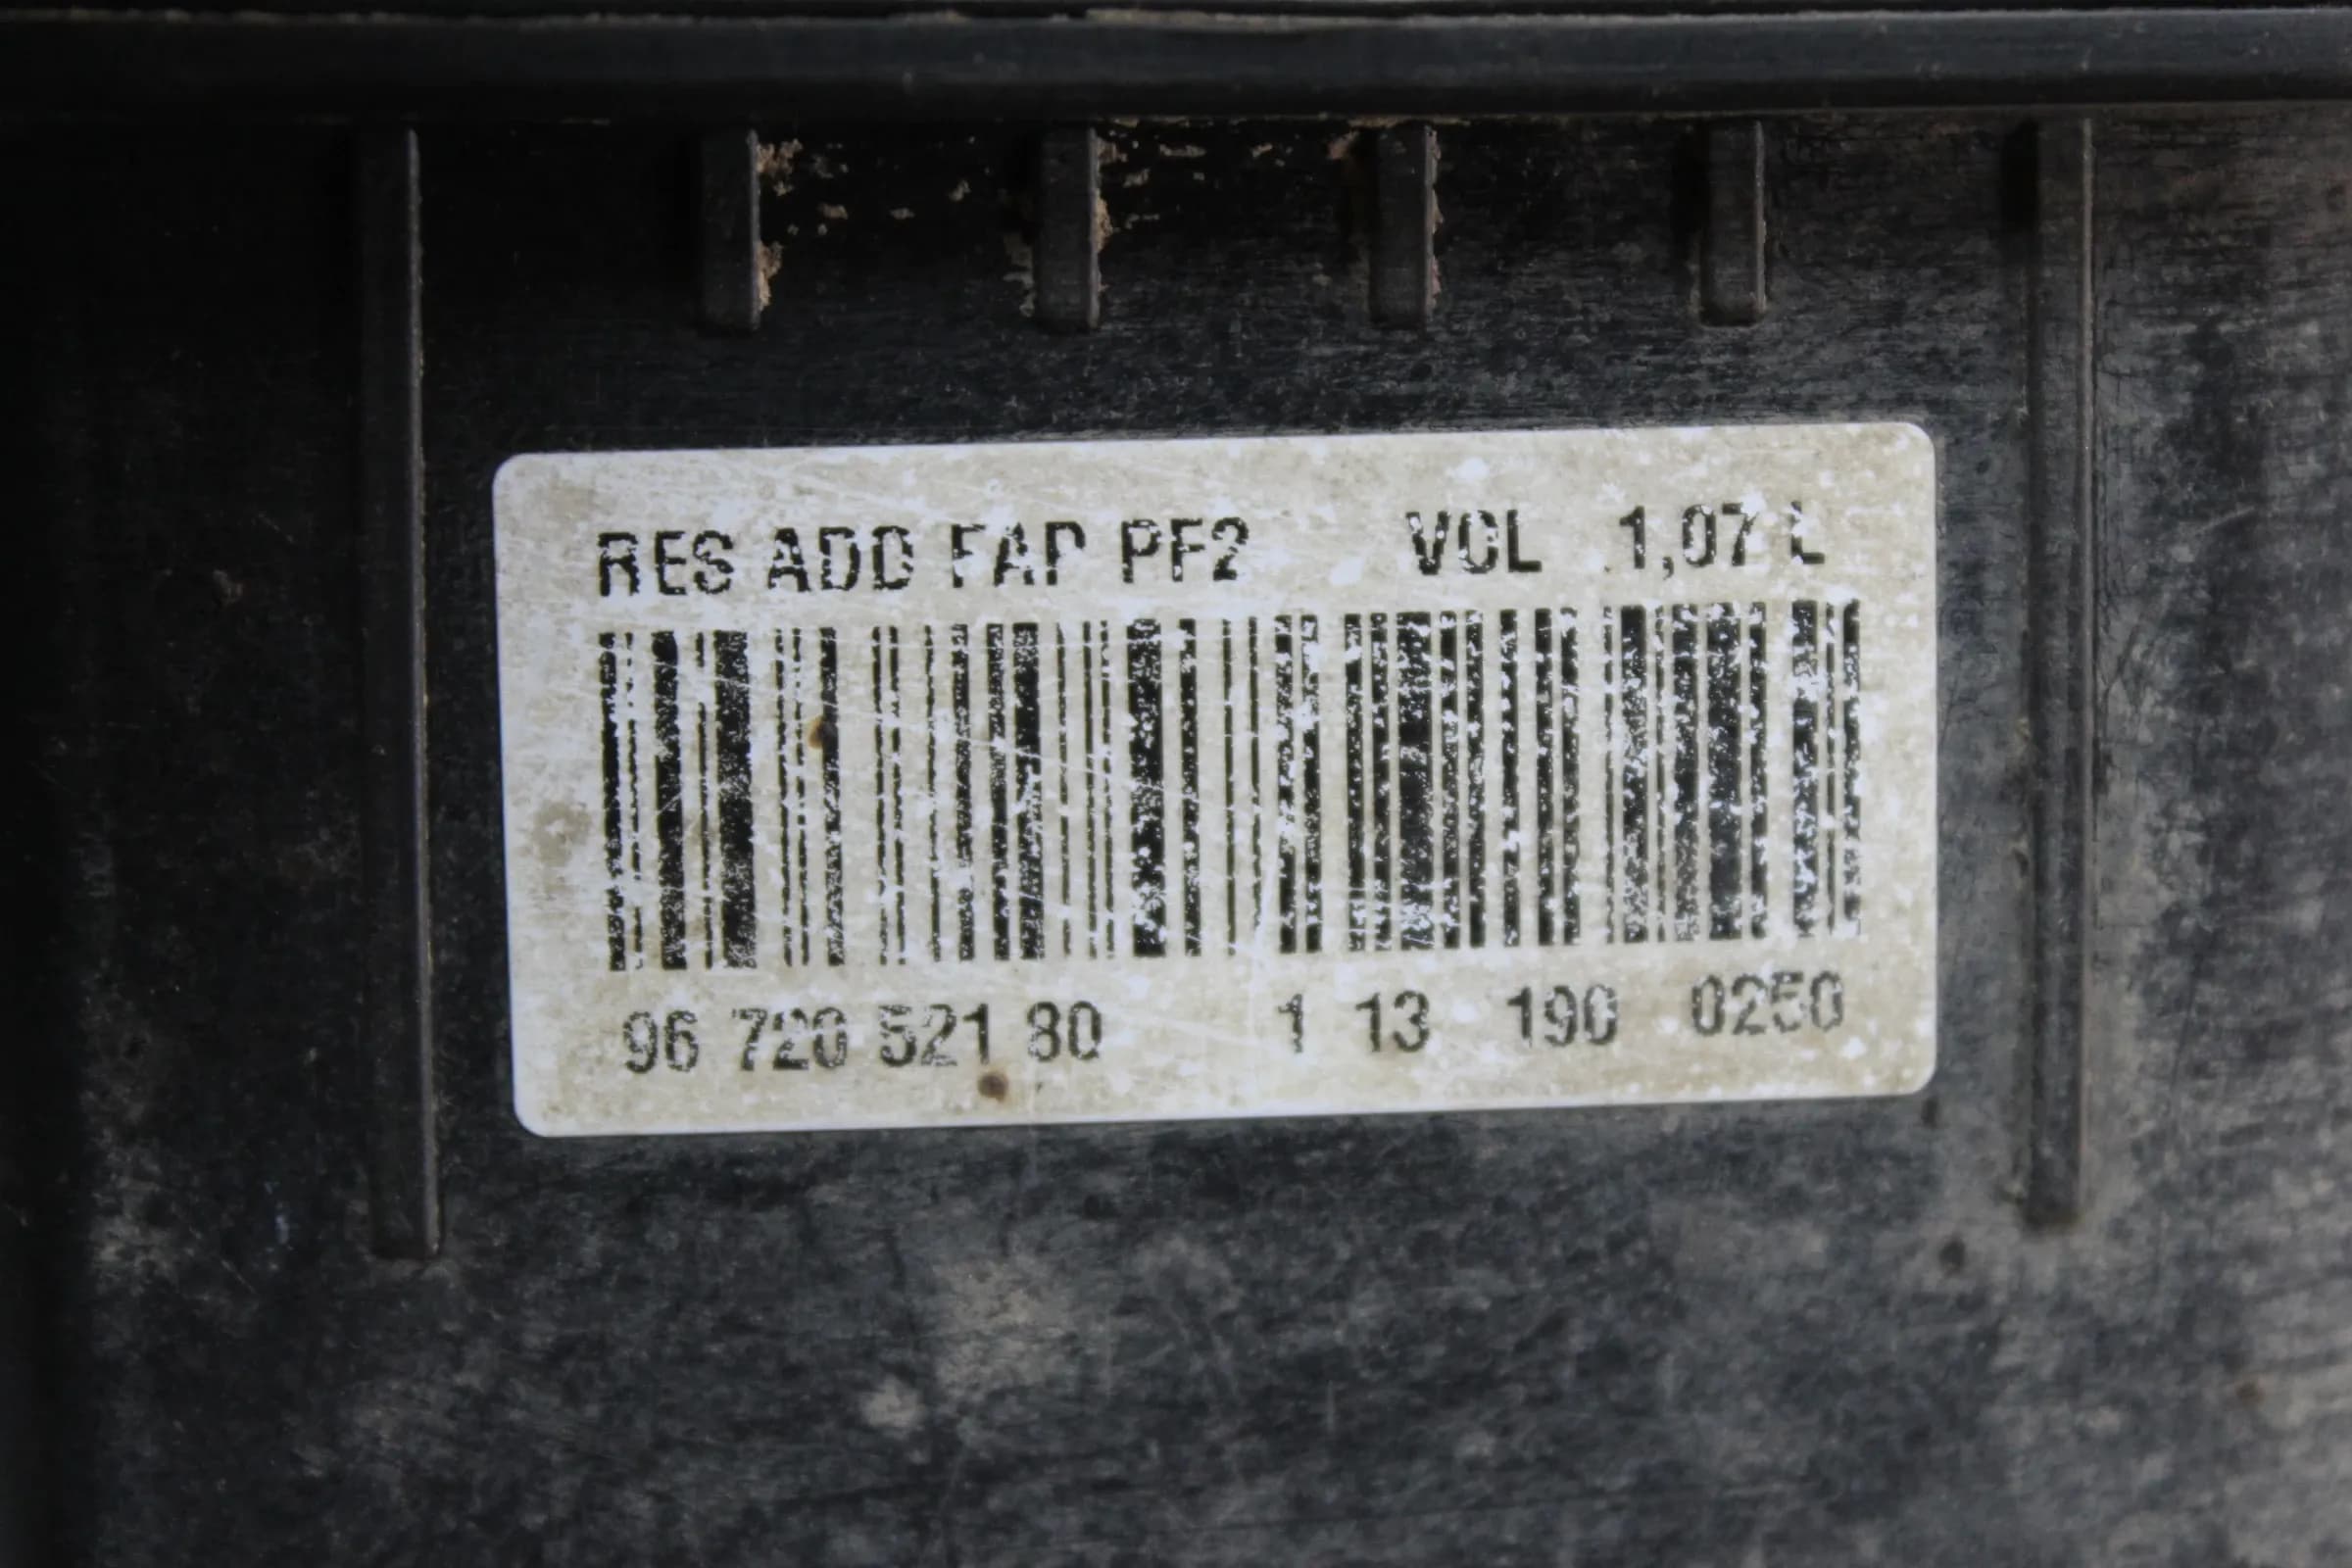 RES ADD FAP PF2 VOL 1,07 L
96 720 521 80 1 13 190 0250